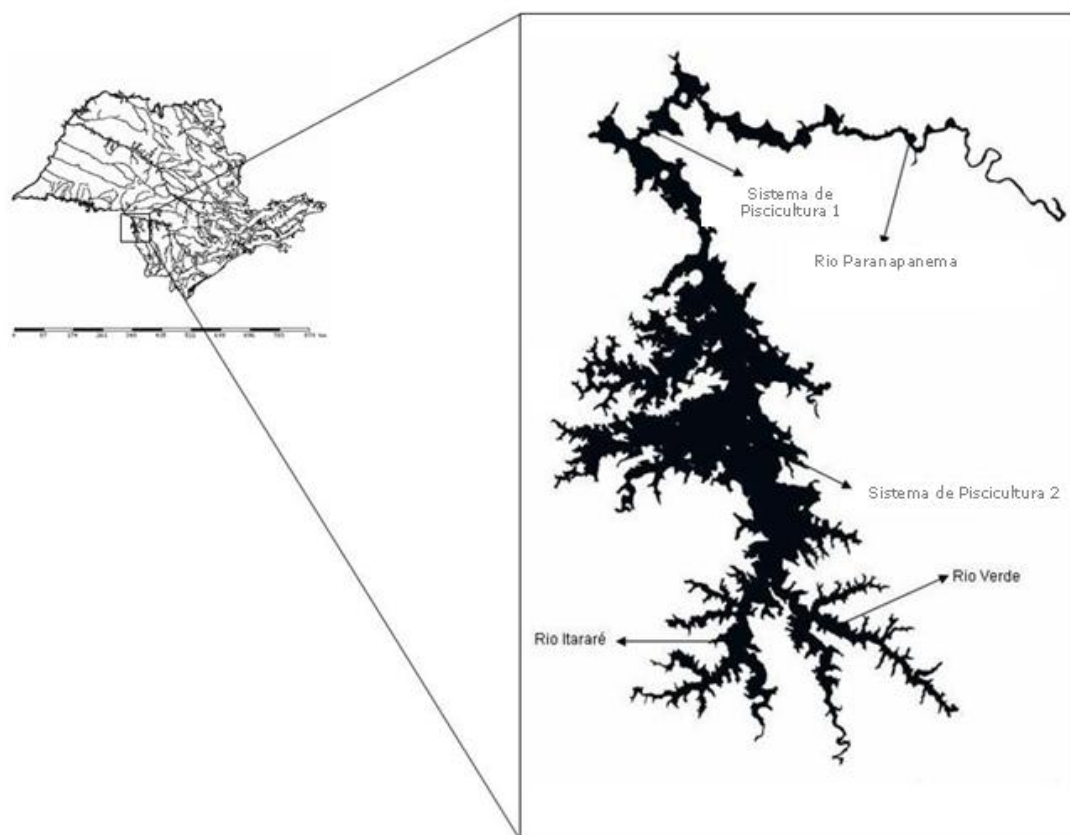 Sistema de
Piscicultura 1
Rio Paranapanema
Sistema de Piscicultura 2
Rio Verde
Rio Itararé